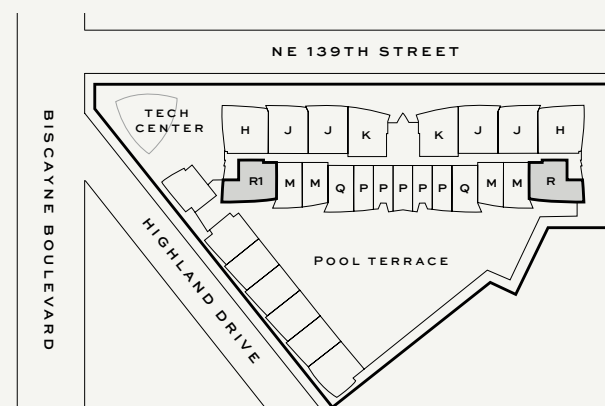 NE 139TH STREET
TECH
CENTER
H J J K K J J H
R1 M M Q P P P P P Q M M R
BISCAYNE BOULEVARD
HIGHLAND DRIVE
POOL TERRACE